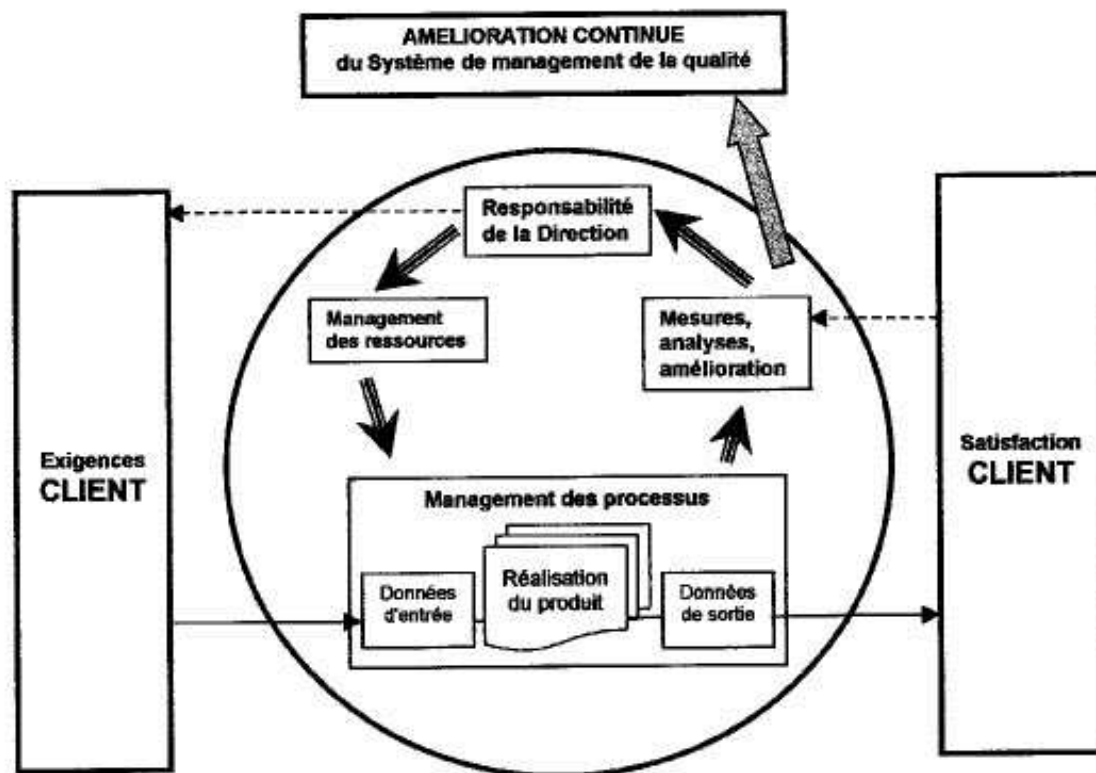 AMELIORATION CONTINUE
du Système de management de la qualité
Responsabilité
de la Direction
Management
des ressources
Mesures,
analyses,
amélioration
Exigences
CLIENT
Satisfaction
CLIENT
Management des processus
Données
d'entrée
Réalisation
du produit
Données
de sortie